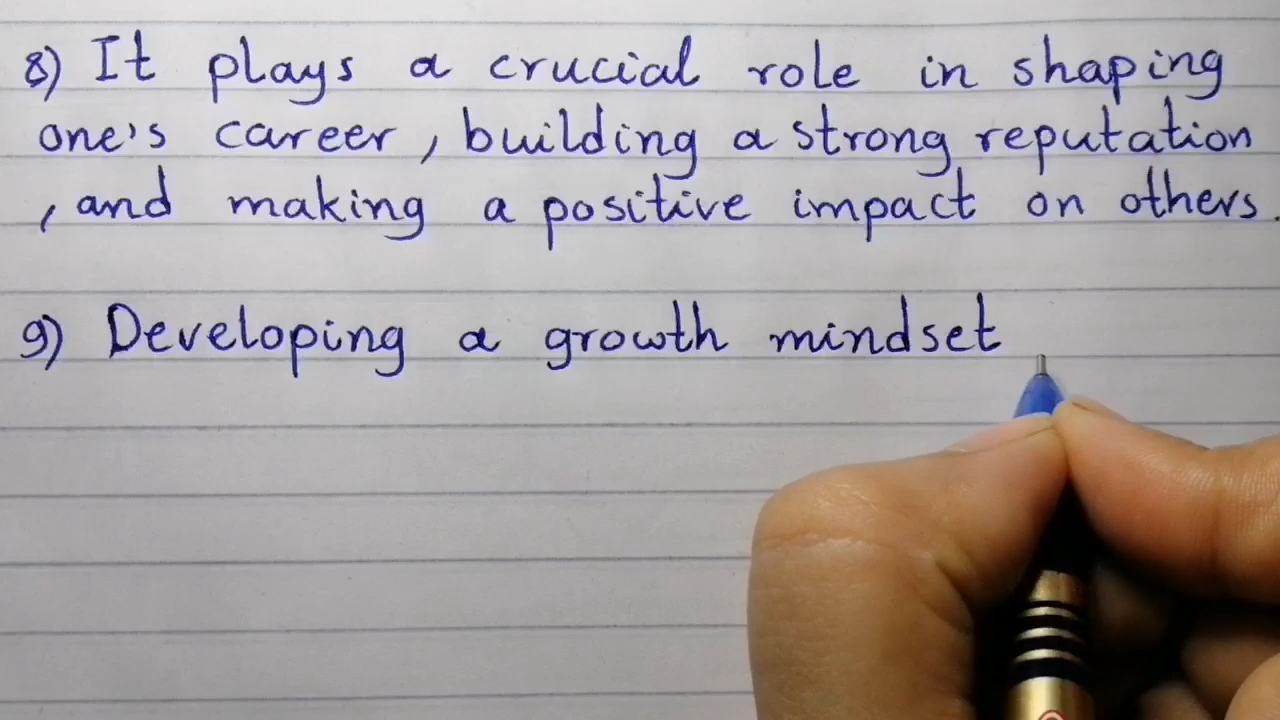 8) It plays a crucial role in shaping
one's career, building a strong reputation
, and making a positive impact on others.
9) Developing a growth mindset